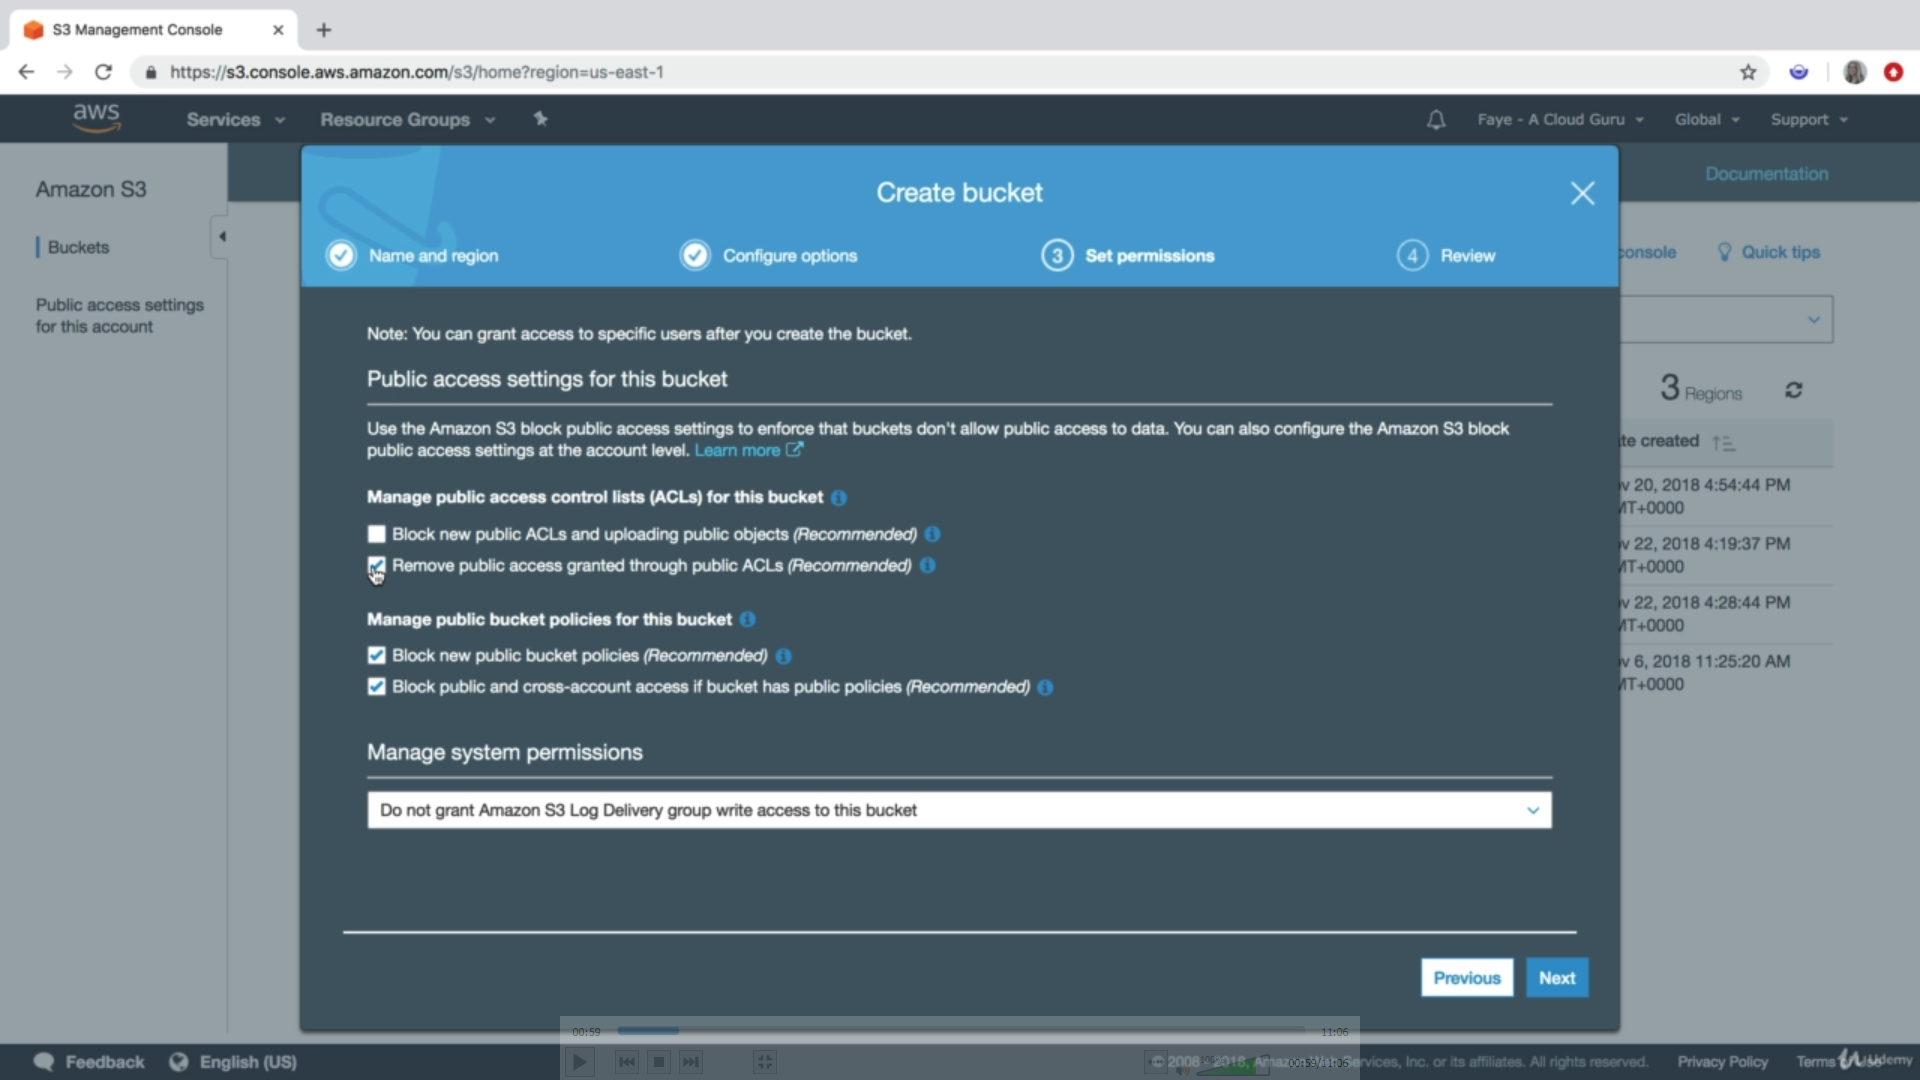 S3 Management Console
https://s3.console.aws.amazon.com/s3/home?region=us-east-1
aws
Services
Resource Groups
Faye - A Cloud Guru
Global
Support
Amazon S3
Buckets
Public access settings
for this account
Documentation
console
Quick tips
3 Regions
te created
v 20, 2018 4:54:44 PM
MT+0000
v 22, 2018 4:19:37 PM
MT+0000
v 22, 2018 4:28:44 PM
MT+0000
v 6, 2018 11:25:20 AM
MT+0000
Create bucket
Name and region
Configure options
3 Set permissions
4 Review
Note: You can grant access to specific users after you create the bucket.
Public access settings for this bucket
Use the Amazon S3 block public access settings to enforce that buckets don't allow public access to data. You can also configure the Amazon S3 block
public access settings at the account level. Learn more
Manage public access control lists (ACLs) for this bucket
Block new public ACLs and uploading public objects (Recommended)
Remove public access granted through public ACLs (Recommended)
Manage public bucket policies for this bucket
Block new public bucket policies (Recommended)
Block public and cross-account access if bucket has public policies (Recommended)
Manage system permissions
Do not grant Amazon S3 Log Delivery group write access to this bucket
Previous
Next
00:59
11:06
Feedback
English (US)
© 2008 - 2018, Amazon Web Services, Inc. or its affiliates. All rights reserved.
00:59/11:06
Privacy Policy
Terms
Udemy